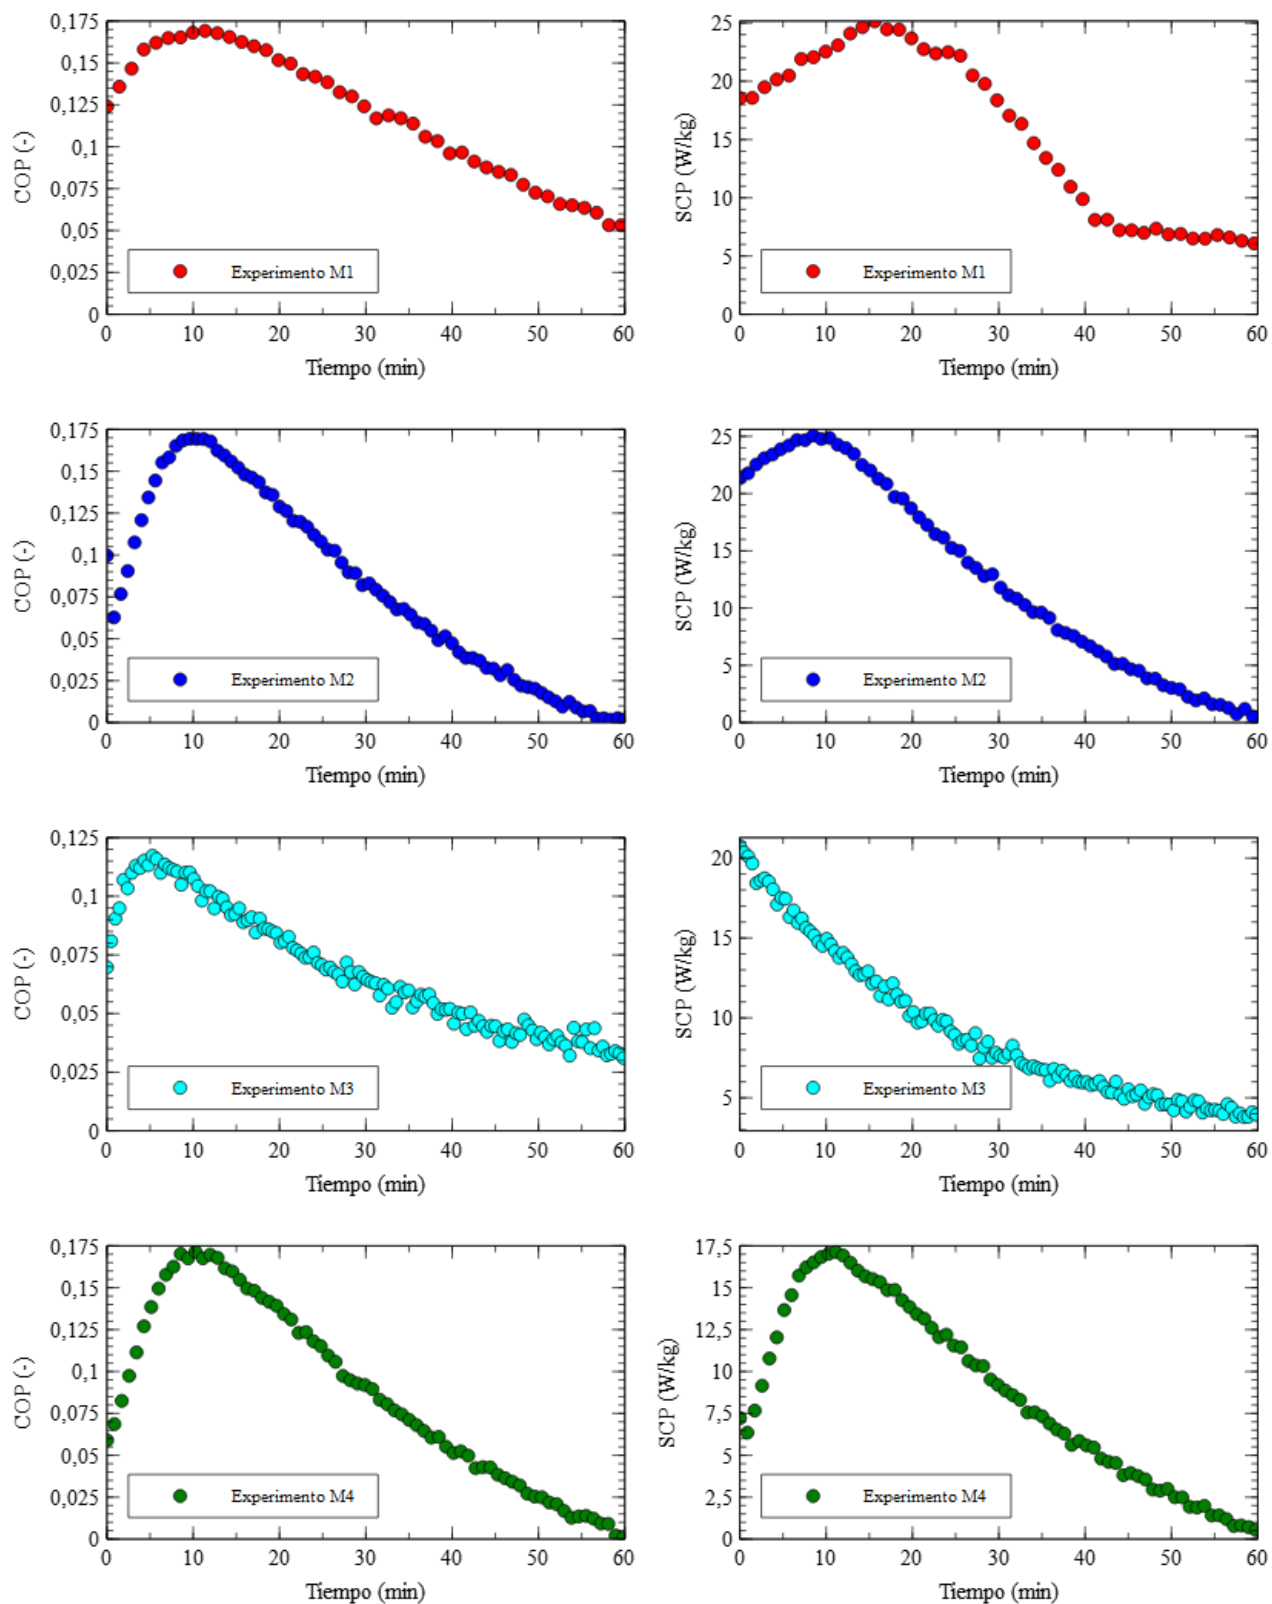 0,175
0,15
0,125
0,1
0,075
0,05
0,025
0
COP (-)
0 10 20 30 40 50 60
Tiempo (min)
Experimento M1
25
20
15
10
5
0
SCP (W/kg)
0 10 20 30 40 50 60
Tiempo (min)
Experimento M1
0,175
0,15
0,125
0,1
0,075
0,05
0,025
0
COP (-)
0 10 20 30 40 50 60
Tiempo (min)
Experimento M2
25
20
15
10
5
0
SCP (W/kg)
0 10 20 30 40 50 60
Tiempo (min)
Experimento M2
0,125
0,1
0,075
0,05
0,025
0
COP (-)
0 10 20 30 40 50 60
Tiempo (min)
Experimento M3
20
15
10
5
SCP (W/kg)
0 10 20 30 40 50 60
Tiempo (min)
Experimento M3
0,175
0,15
0,125
0,1
0,075
0,05
0,025
0
COP (-)
0 10 20 30 40 50 60
Tiempo (min)
Experimento M4
17,5
15
12,5
10
7,5
5
2,5
0
SCP (W/kg)
0 10 20 30 40 50 60
Tiempo (min)
Experimento M4